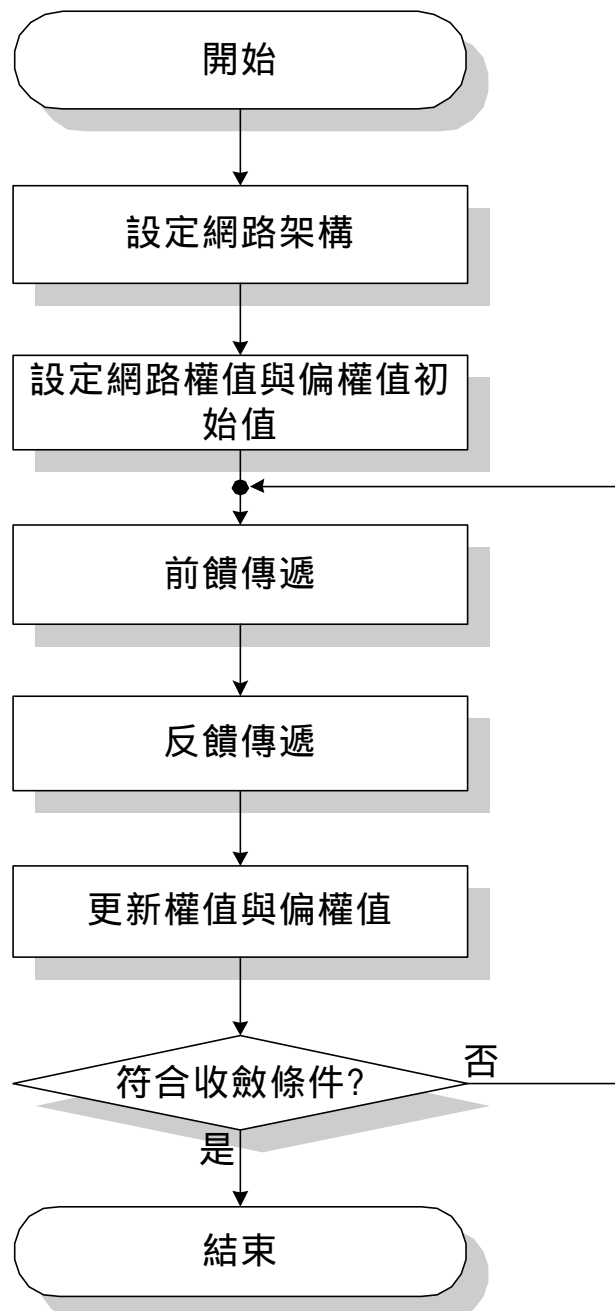 開始
設定網路架構
設定網路權值與偏權值初
始值
前饋傳遞
反饋傳遞
更新權值與偏權值
符合收斂條件?
否
是
結束